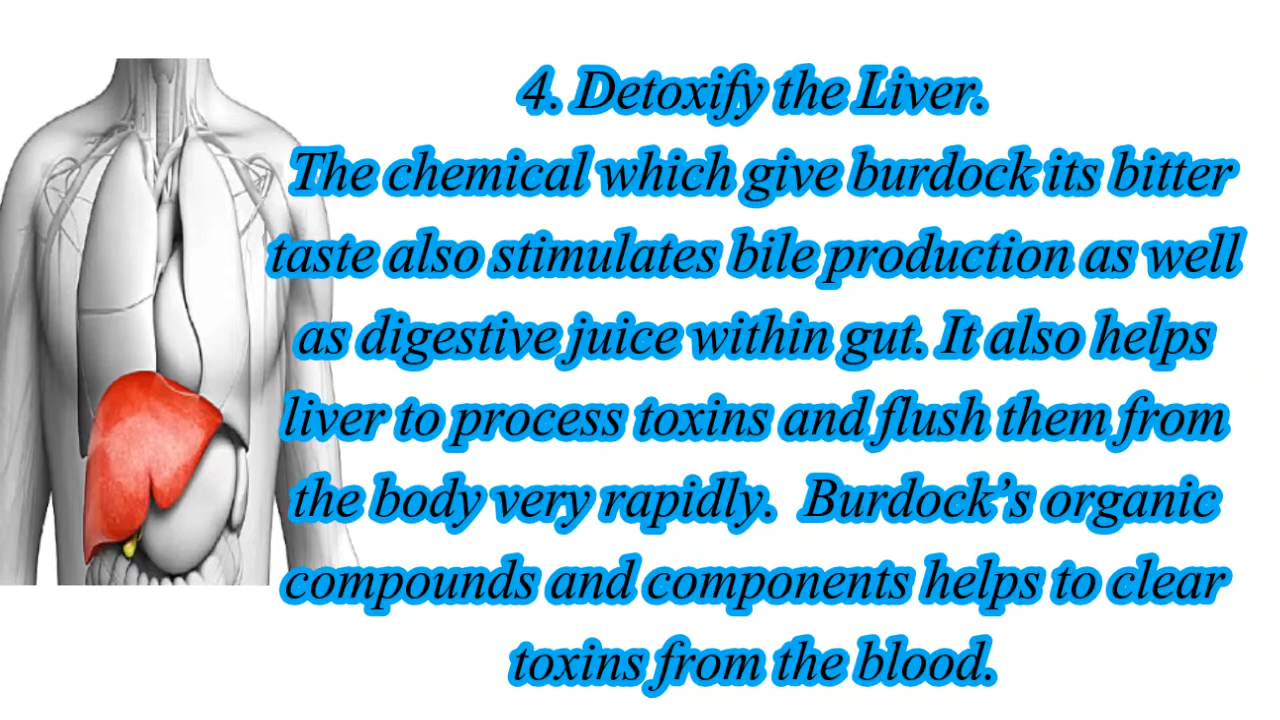 4. Detoxify the Liver.
The chemical which give burdock its bitter
taste also stimulates bile production as well
as digestive juice within gut. It also helps
liver to process toxins and flush them from
the body very rapidly.  Burdock’s organic
compounds and components helps to clear
toxins from the blood.